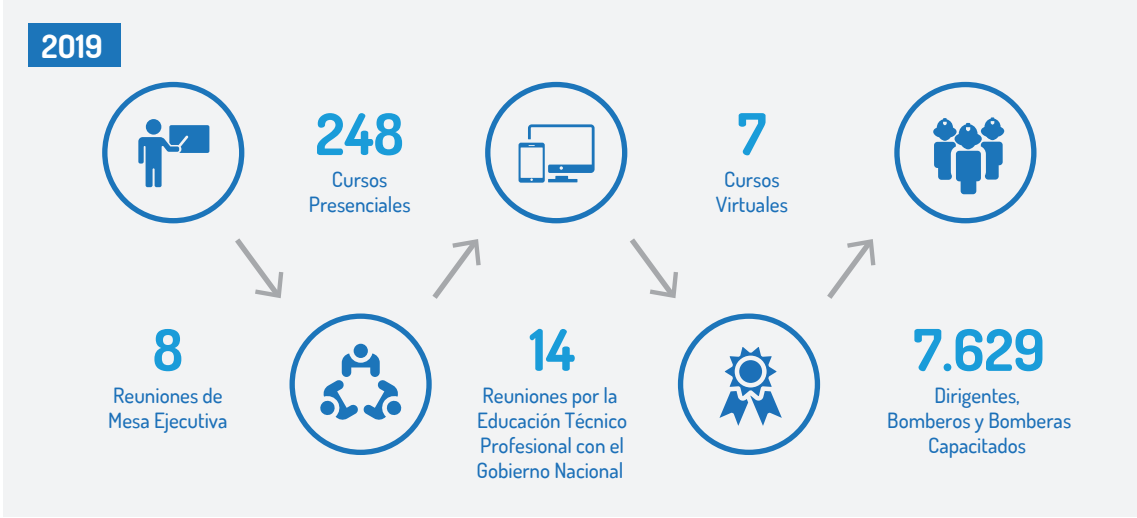 2019
248
Cursos
Presenciales
7
Cursos
Virtuales
8
Reuniones de
Mesa Ejecutiva
14
Reuniones por la
Educación Técnico
Profesional con el
Gobierno Nacional
7.629
Dirigentes,
Bomberos y Bomberas
Capacitados